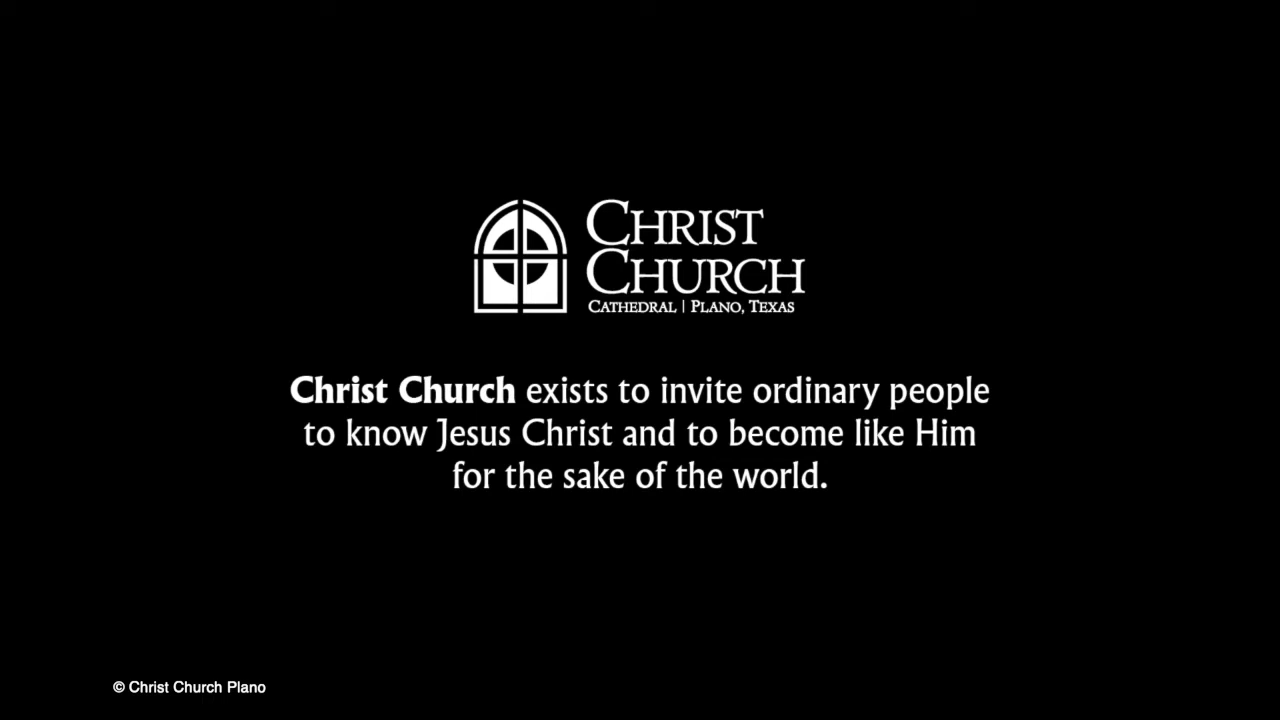 CHRIST
CHURCH
CATHEDRAL | PLANO, TEXAS
Christ Church exists to invite ordinary people
to know Jesus Christ and to become like Him
for the sake of the world.
© Christ Church Plano